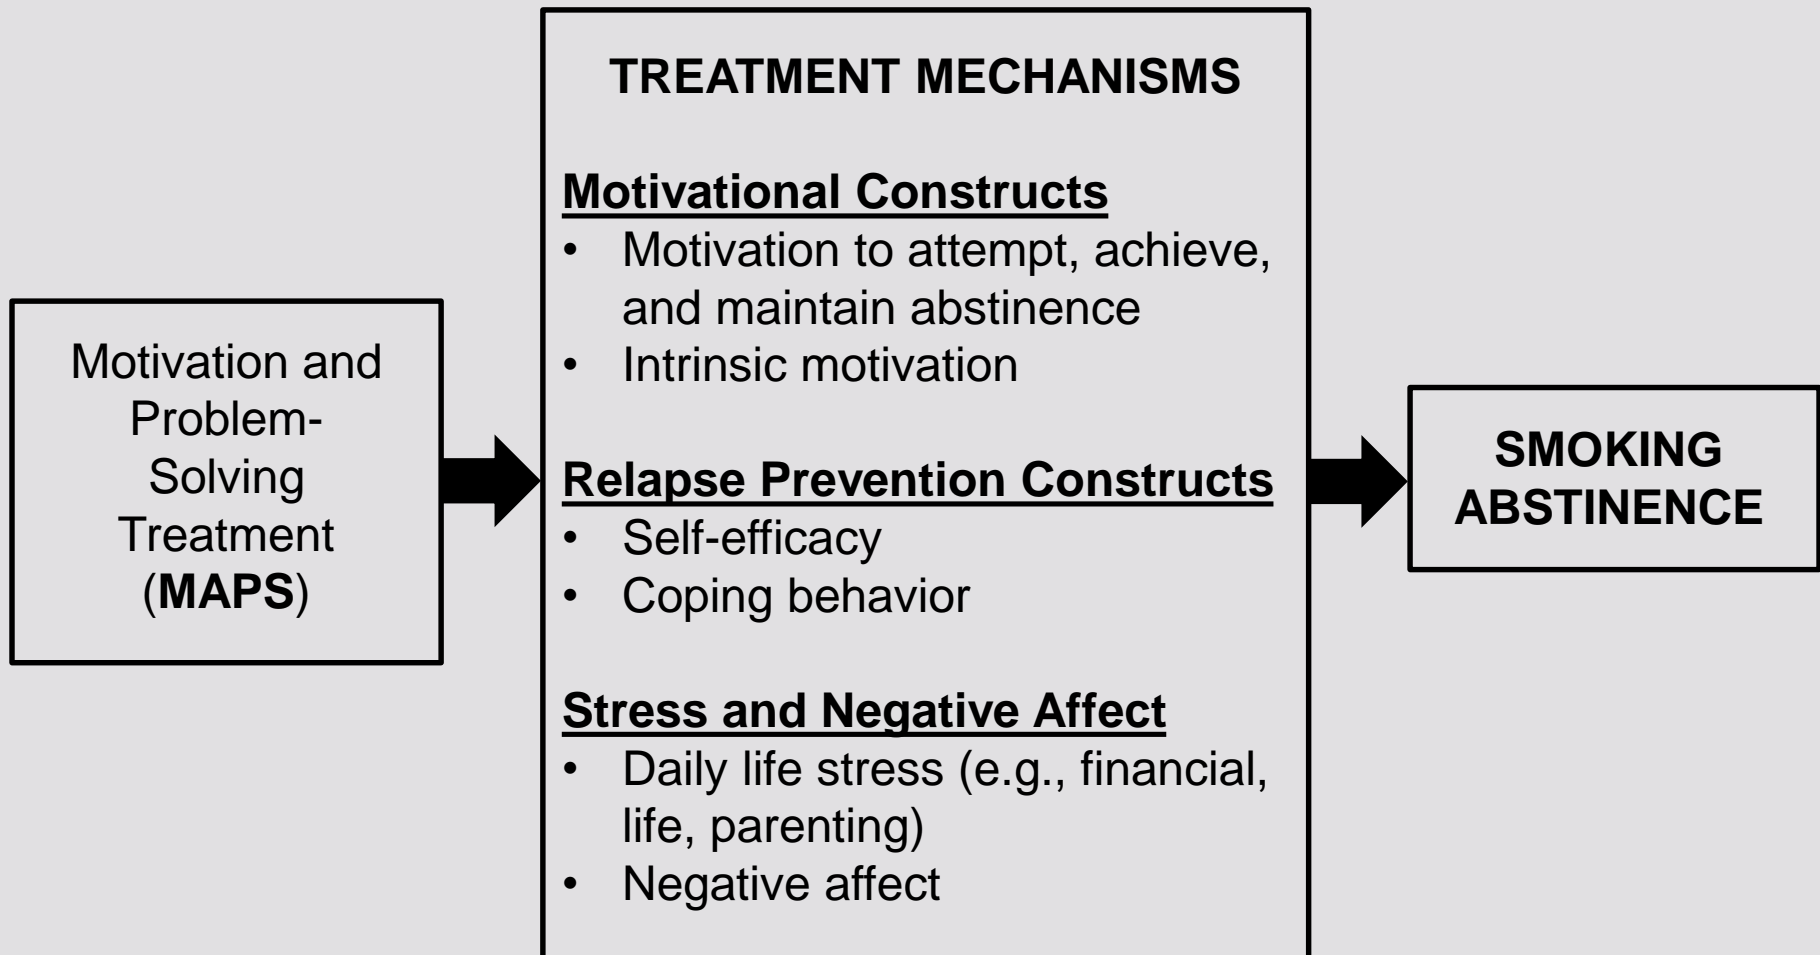 Motivation and
Problem-
Solving
Treatment
(MAPS)
TREATMENT MECHANISMS
Motivational Constructs
• Motivation to attempt, achieve,
and maintain abstinence
• Intrinsic motivation
Relapse Prevention Constructs
• Self-efficacy
• Coping behavior
Stress and Negative Affect
• Daily life stress (e.g., financial,
life, parenting)
• Negative affect
SMOKING
ABSTINENCE